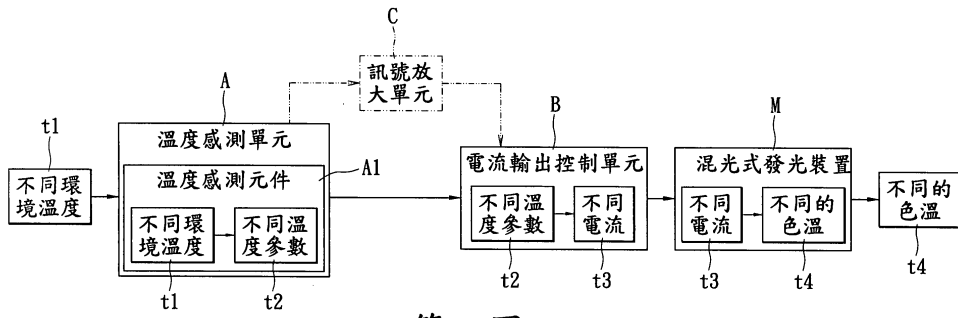 C
訊號放
大單元
A
溫度感測單元
t1
不同環
境溫度
A1
溫度感測元件
不同環
境溫度
不同溫
度參數
t1
t2
B
電流輸出控制單元
不同溫
度參數
不同
電流
t2
t3
M
混光式發光裝置
不同
電流
不同的
色溫
t3
t4
不同的
色溫
t4